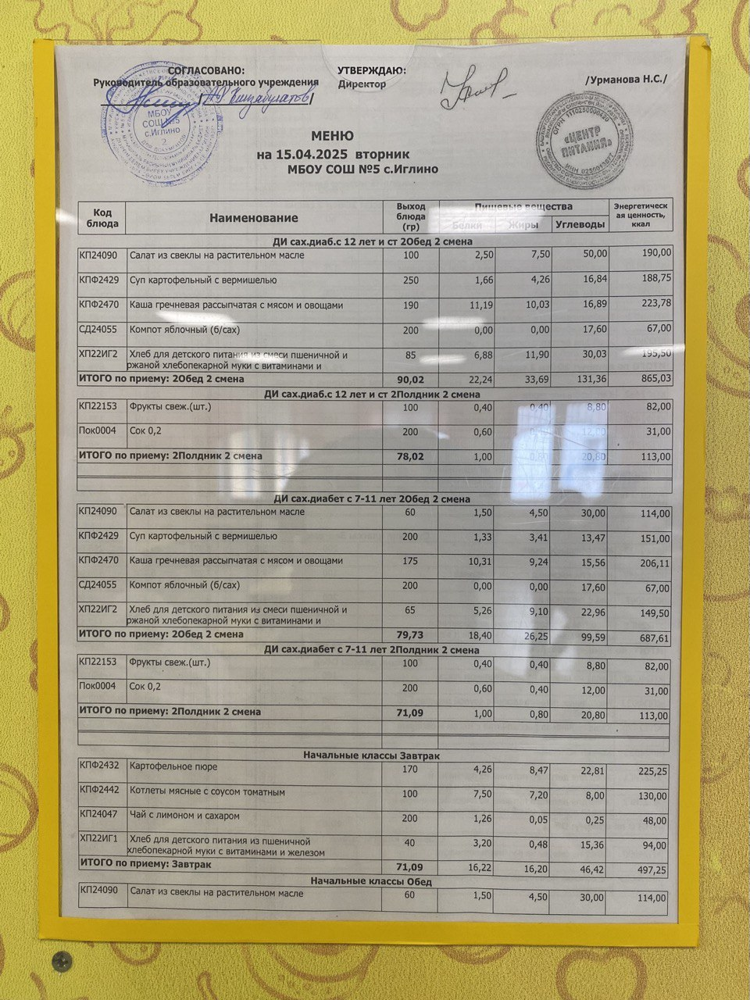 СОГЛАСОВАНО:
УТВЕРЖДАЮ:
Руководитель образовательного учреждения
Директор
/Урманова Н.С./
МБОУ
СОШ №5
с.Иглино
2
ДЛЯ ДОКУМЕНТОВ
ОГРН 1110250000420
«ЦЕНТР
ПИТАНИЯ»
МЕНЮ
на 15.04.2025 вторник
МБОУ СОШ №5 с.Иглино
Код блюда Наименование Выход блюда (гр) Пищевые вещества Энергетическ ая ценность, ккал
Белки Жиры Углеводы
ДИ сах.диаб.с 12 лет и ст 2Обед 2 смена
КП24090 Салат из свеклы на растительном масле 100 2,50 7,50 50,00 190,00
КПФ2429 Суп картофельный с вермишелью 250 1,66 4,26 16,84 188,75
КПФ2470 Каша гречневая рассыпчатая с мясом и овощами 190 11,19 10,03 16,89 223,78
СД24055 Компот яблочный (б/сах) 200 0,00 0,00 17,60 67,00
ХП22ИГ2 Хлеб для детского питания из смеси пшеничной и 85 6,88 11,90 30,03 195,50
ржаной хлебопекарной муки с витаминами и
ИТОГО по приему: 2Обед 2 смена 90,02 22,24 33,69 131,36 865,03
ДИ сах.диаб.с 12 лет и ст 2Полдник 2 смена
КП22153 Фрукты свеж.(шт.) 100 0,40 0,40 8,80 82,00
Пок0004 Сок 0,2 200 0,60 12,00 31,00
ИТОГО по приему: 2Полдник 2 смена 78,02 1,00 0,80 20,80 113,00
ДИ сах.диабет с 7-11 лет 2Обед 2 смена
КП24090 Салат из свеклы на растительном масле 60 1,50 4,50 30,00 114,00
КПФ2429 Суп картофельный с вермишелью 200 1,33 3,41 13,47 151,00
КПФ2470 Каша гречневая рассыпчатая с мясом и овощами 175 10,31 9,24 15,56 206,11
СД24055 Компот яблочный (б/сах) 200 0,00 0,00 17,60 67,00
ХП22ИГ2 Хлеб для детского питания из смеси пшеничной и 65 5,26 9,10 22,96 149,50
ржаной хлебопекарной муки с витаминами и
ИТОГО по приему: 2Обед 2 смена 79,73 18,40 26,25 99,59 687,61
ДИ сах.диабет с 7-11 лет 2Полдник 2 смена
КП22153 Фрукты свеж.(шт.) 100 0,40 0,40 8,80 82,00
Пок0004 Сок 0,2 200 0,60 0,40 12,00 31,00
ИТОГО по приему: 2Полдник 2 смена 71,09 1,00 0,80 20,80 113,00
Начальные классы Завтрак
КПФ2432 Картофельное пюре 170 4,26 8,47 22,81 225,25
КПФ2442 Котлеты мясные с соусом томатным 100 7,50 7,20 8,00 130,00
КП24047 Чай с лимоном и сахаром 200 1,26 0,05 0,25 48,00
ХП22ИГ1 Хлеб для детского питания из пшеничной 40 3,20 0,48 15,36 94,00
хлебопекарной муки с витаминами и железом
ИТОГО по приему: Завтрак 71,09 16,22 16,20 46,42 497,25
Начальные классы Обед
КП24090 Салат из свеклы на растительном масле 60 1,50 4,50 30,00 114,00